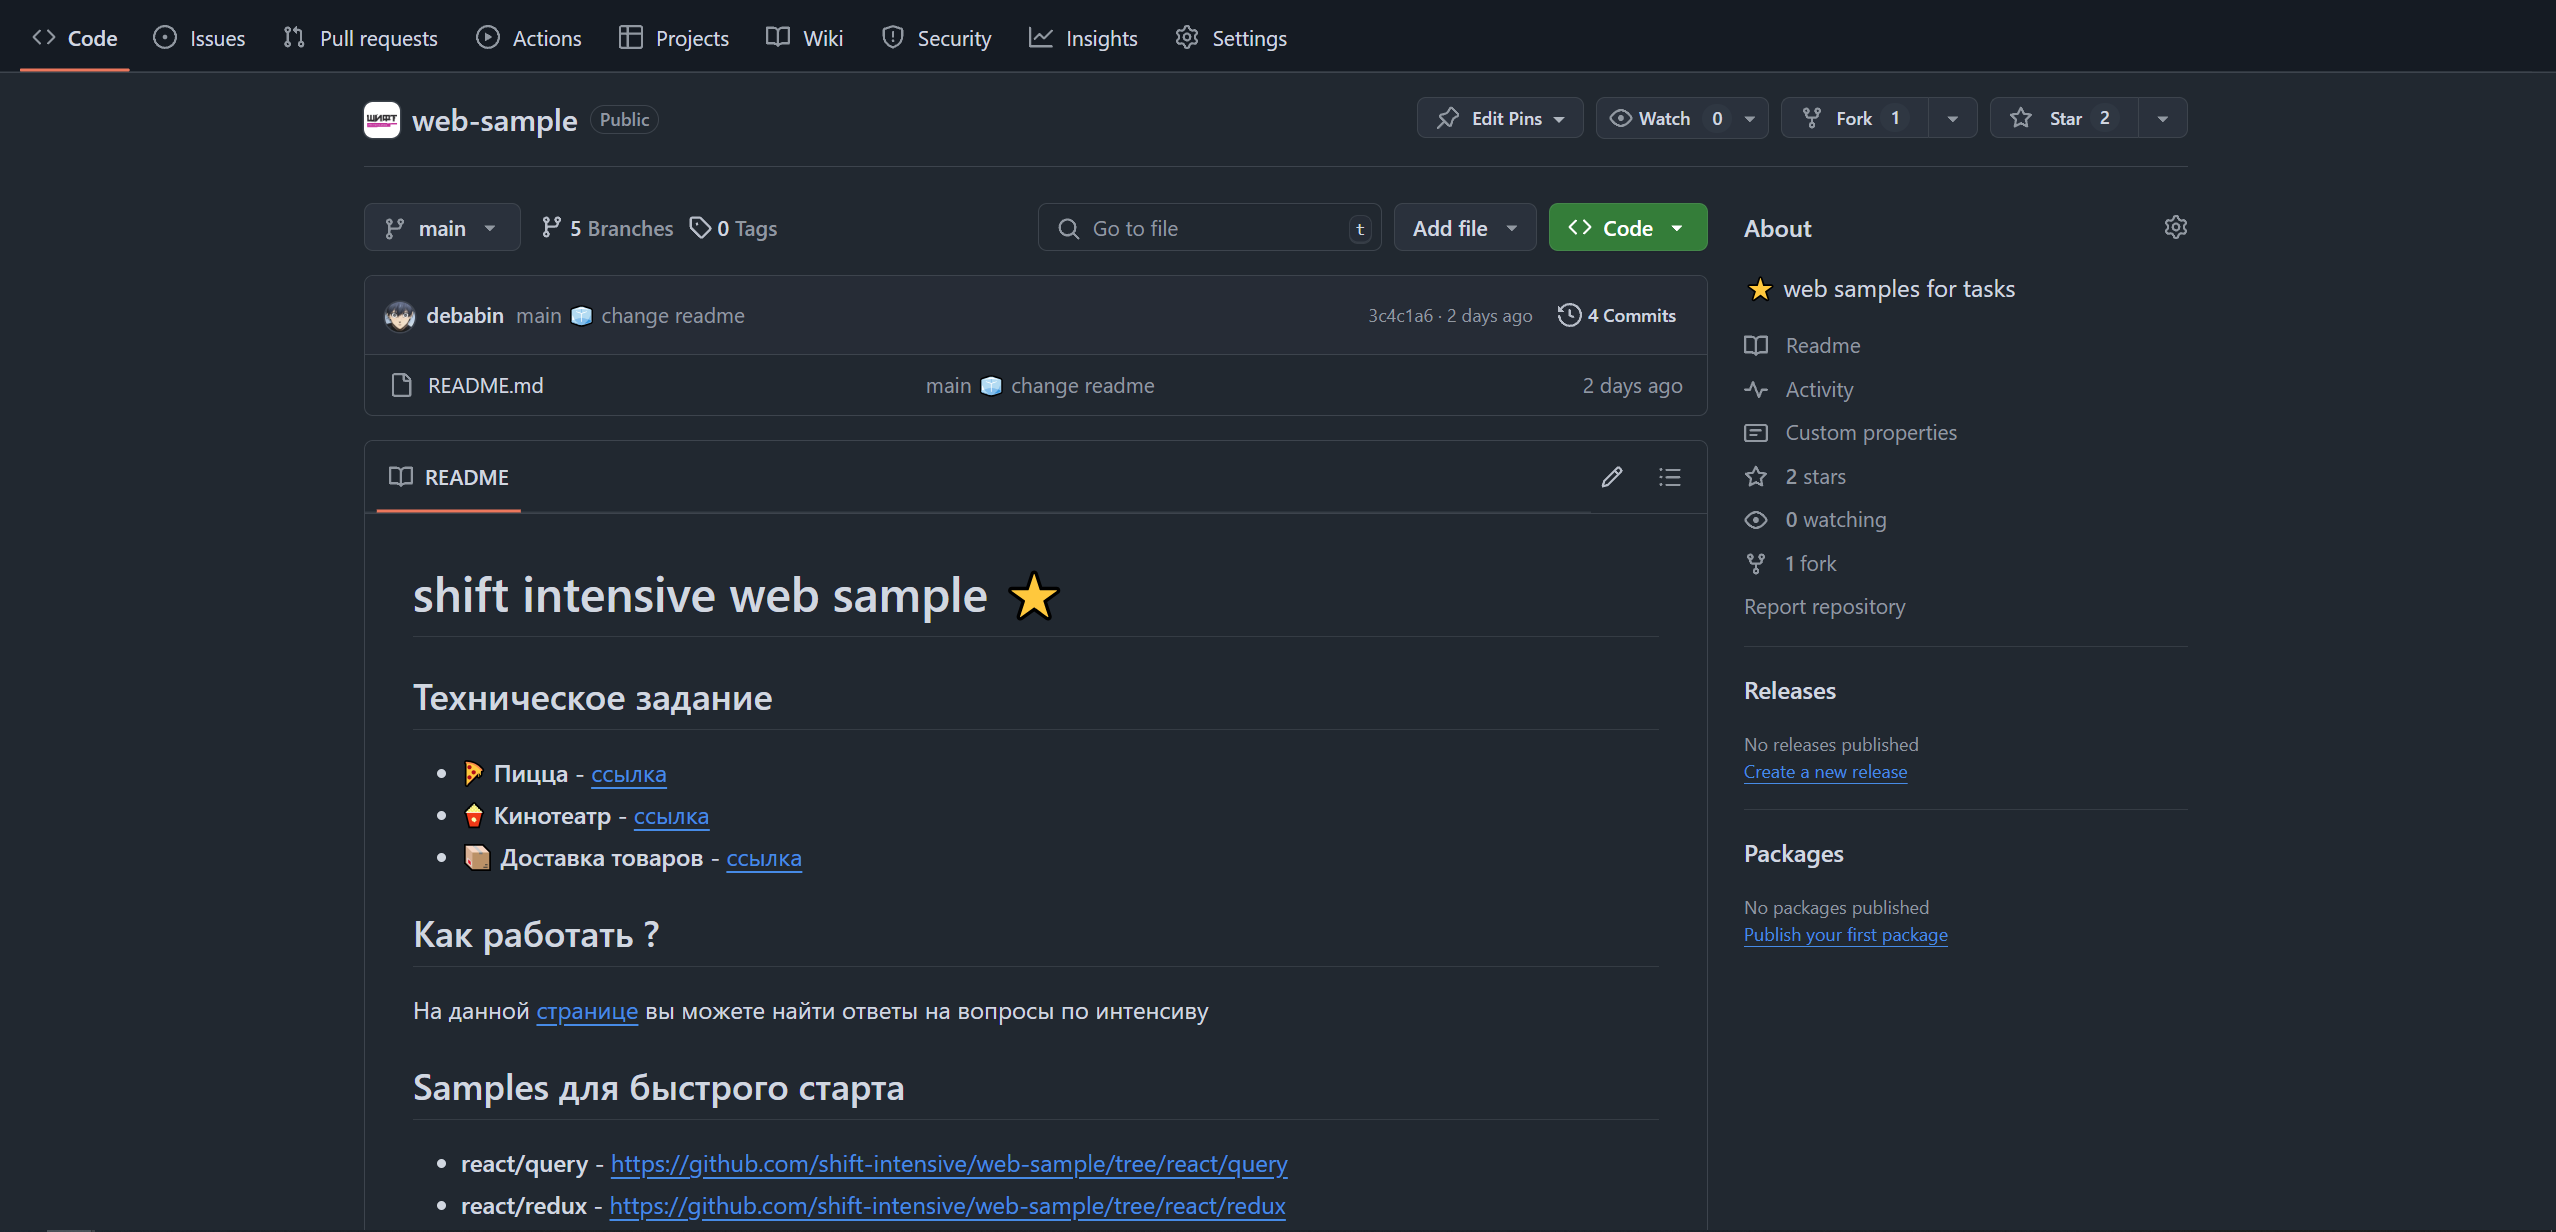 Code Issues Pull requests Actions Projects Wiki Security Insights Settings
ШИФТ web-sample Public Edit Pins Watch 0 Fork 1 Star 2
main 5 Branches 0 Tags Go to file t Add file Code
debabin main 🧊 change readme 3c4c1a6 · 2 days ago 4 Commits
README.md main 🧊 change readme 2 days ago
README
shift intensive web sample ⭐
Техническое задание
• 🍕 Пицца - ссылка
• 🍿 Кинотеатр - ссылка
• 📦 Доставка товаров - ссылка
Как работать ?
На данной странице вы можете найти ответы на вопросы по интенсиву
Samples для быстрого старта
• react/query - https://github.com/shift-intensive/web-sample/tree/react/query
• react/redux - https://github.com/shift-intensive/web-sample/tree/react/redux
About
⭐ web samples for tasks
Readme
Activity
Custom properties
2 stars
0 watching
1 fork
Report repository
Releases
No releases published
Create a new release
Packages
No packages published
Publish your first package